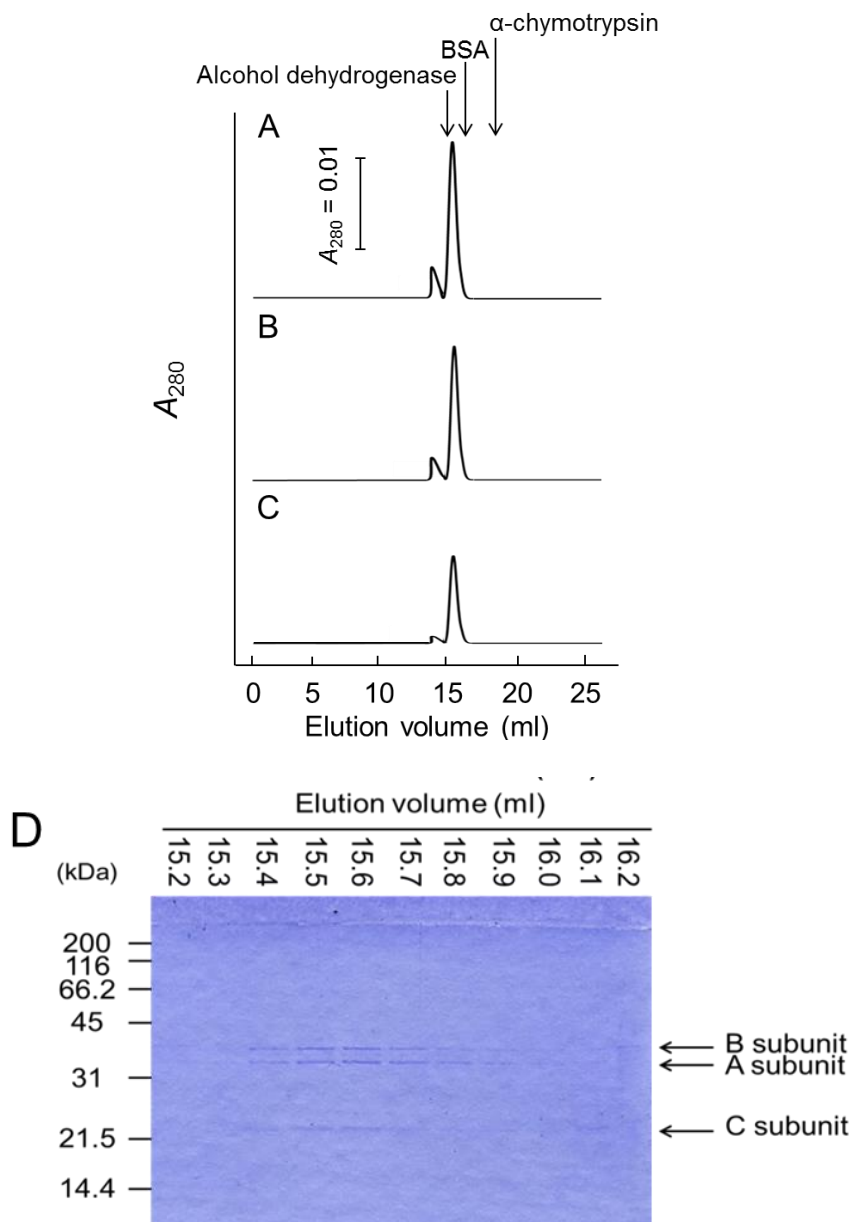 α-chymotrypsin
BSA
Alcohol dehydrogenase
A
A280 = 0.01
B
A280
C
0 5 10 15 20 25
Elution volume (ml)
D
Elution volume (ml)
(kDa)
15.2 15.3 15.4 15.5 15.6 15.7 15.8 15.9 16.0 16.1 16.2
200
116
66.2
45
31
21.5
14.4
B subunit
A subunit
C subunit